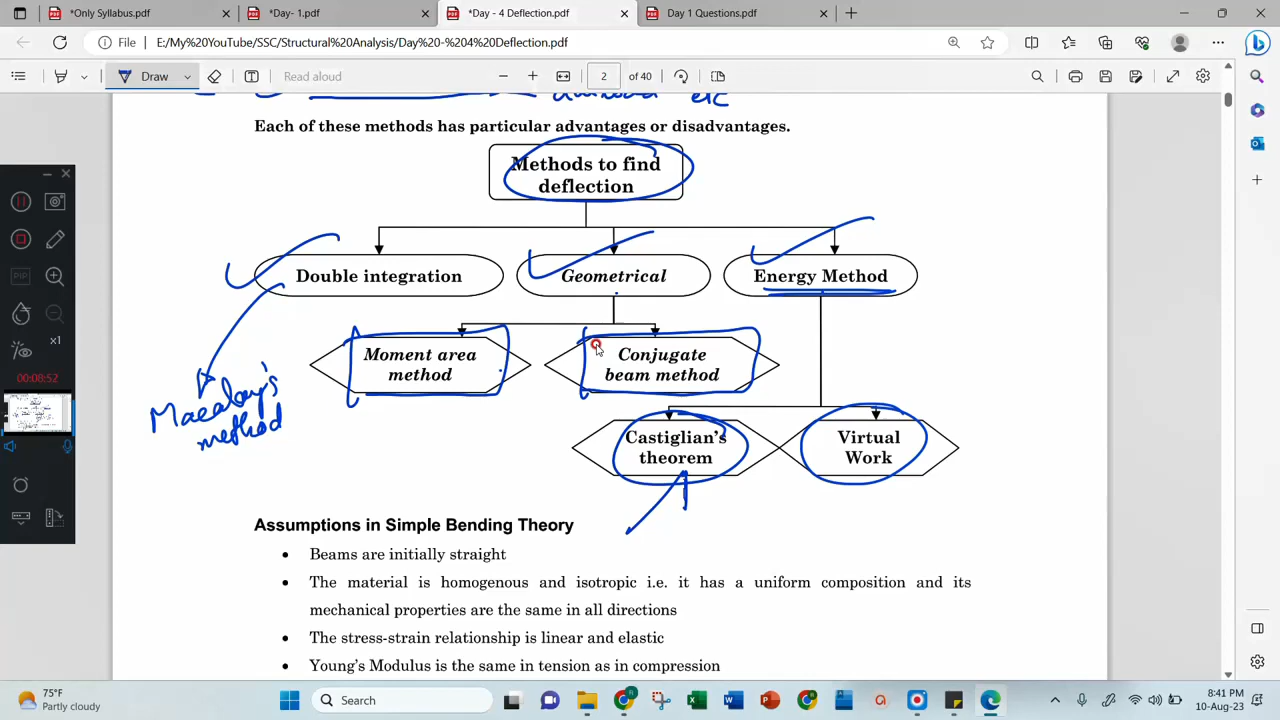 *Only Syllabus.pdf
*Day- 1.pdf
*Day - 4 Deflection.pdf
Day 1 Questions.pdf
File
E:/My%20YouTube/SSC/Structural%20Analysis/Day%20-%204%20Deflection.pdf
Draw
Read aloud
2
of 40
etc
Each of these methods has particular advantages or disadvantages.
Methods to find
deflection
Double integration
Geometrical
Energy Method
Moment area
method
Conjugate
beam method
Macalay's
method
Castiglian's
theorem
Virtual
Work
Assumptions in Simple Bending Theory
• Beams are initially straight
• The material is homogenous and isotropic i.e. it has a uniform composition and its
mechanical properties are the same in all directions
• The stress-strain relationship is linear and elastic
• Young's Modulus is the same in tension as in compression
PIP
x1
00:08:52
75°F
Partly cloudy
Search
8:41 PM
10-Aug-23